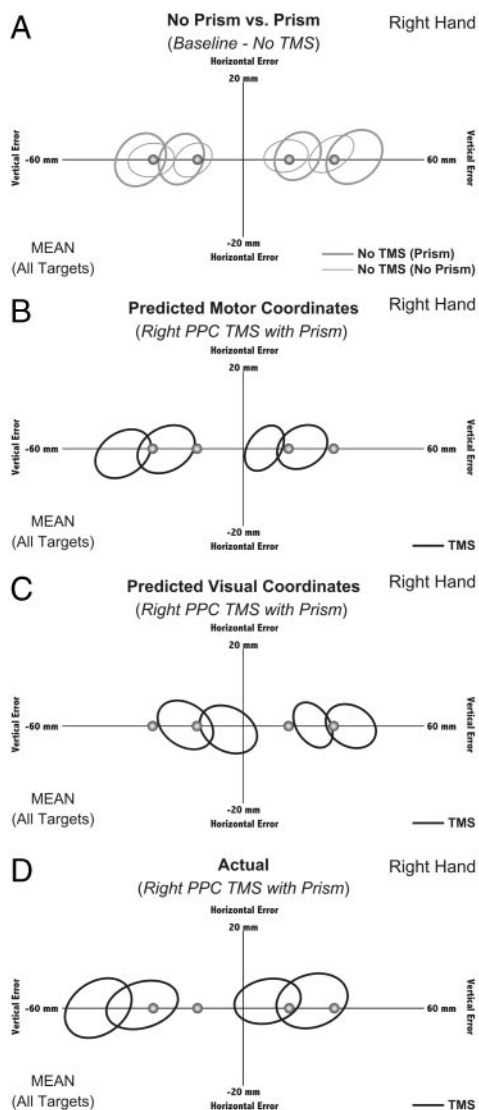 A
No Prism vs. Prism
Right Hand
(Baseline - No TMS)
Horizontal Error
20 mm
Vertical Error
-60 mm
60 mm
Vertical Error
-20 mm
Horizontal Error
MEAN
(All Targets)
No TMS (Prism)
No TMS (No Prism)
B
Predicted Motor Coordinates
Right Hand
(Right PPC TMS with Prism)
Horizontal Error
20 mm
Vertical Error
-60 mm
60 mm
Vertical Error
-20 mm
Horizontal Error
MEAN
(All Targets)
TMS
C
Predicted Visual Coordinates
Right Hand
(Right PPC TMS with Prism)
Horizontal Error
20 mm
Vertical Error
-60 mm
60 mm
Vertical Error
-20 mm
Horizontal Error
MEAN
(All Targets)
TMS
D
Actual
Right Hand
(Right PPC TMS with Prism)
Horizontal Error
20 mm
Vertical Error
-60 mm
60 mm
Vertical Error
-20 mm
Horizontal Error
MEAN
(All Targets)
TMS